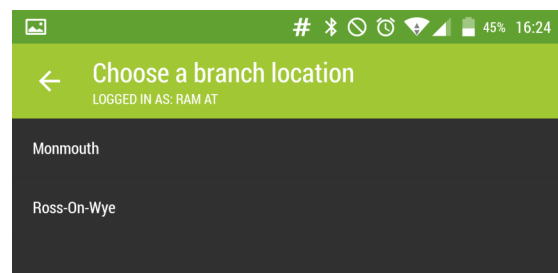 # 45% 16:24
Choose a branch location
LOGGED IN AS: RAM AT
Monmouth
Ross-On-Wye